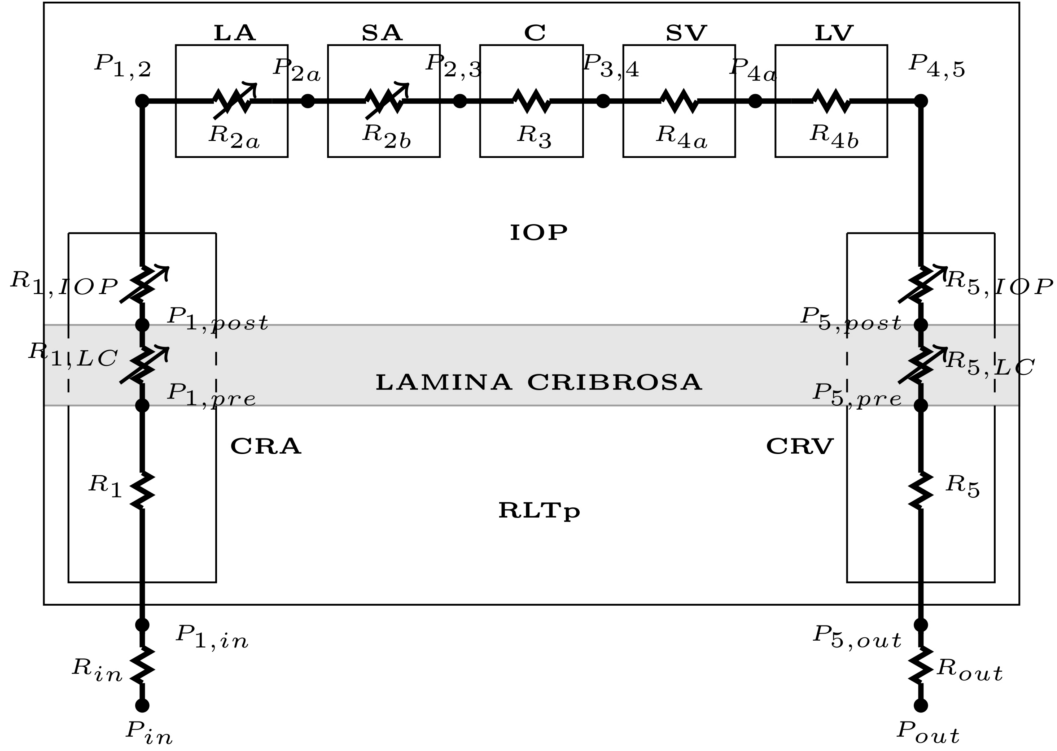 LA SA C SV LV
P1,2 P2a P2,3 P3,4 P4a P4,5
R2a R2b R3 R4a R4b
IOP
R1,IOP R5,IOP
P1,post P5,post
R1,LC R5,LC
LAMINA CRIBROSA
P1,pre P5,pre
CRA CRV
R1 R5
RLTp
P1,in P5,out
Rin Rout
Pin Pout